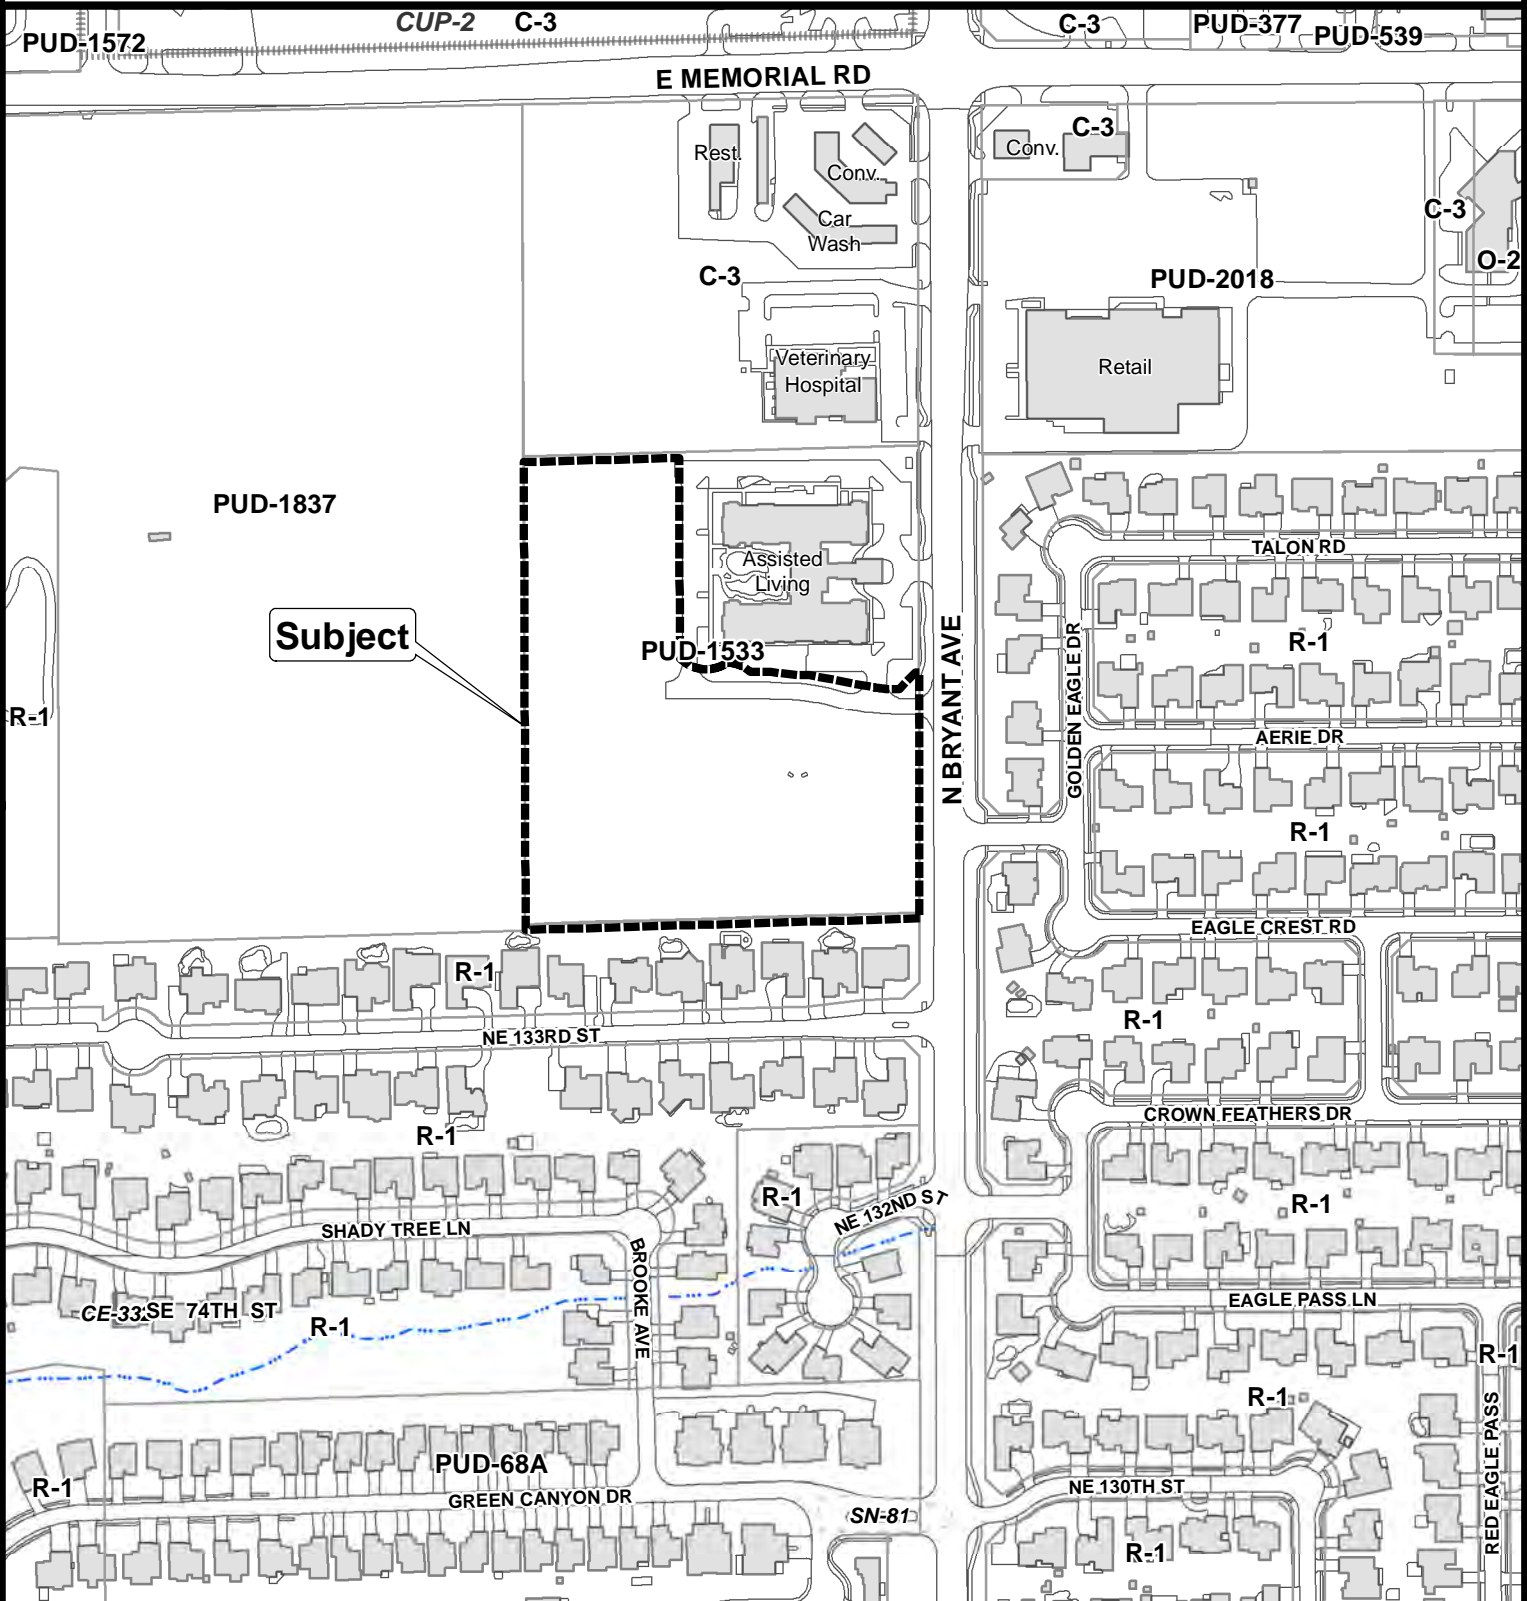 CUP-2
C-3
C-3
PUD-377
PUD-539
PUD-1572
E MEMORIAL RD
Rest.
Conv.
Car
Wash
Conv.
C-3
C-3
O-2
C-3
PUD-2018
Veterinary
Hospital
Retail
PUD-1837
Assisted
Living
TALON RD
Subject
PUD-1533
R-1
R-1
N BRYANT AVE
GOLDEN EAGLE DR
AERIE DR
R-1
EAGLE CREST RD
R-1
NE 133RD ST
R-1
CROWN FEATHERS DR
R-1
R-1
NE 132ND ST
R-1
SHADY TREE LN
BROOKE AVE
CE-332
SE 74TH ST
R-1
EAGLE PASS LN
R-1
R-1
RED EAGLE PASS
PUD-68A
R-1
GREEN CANYON DR
NE 130TH ST
SN-81
R-1